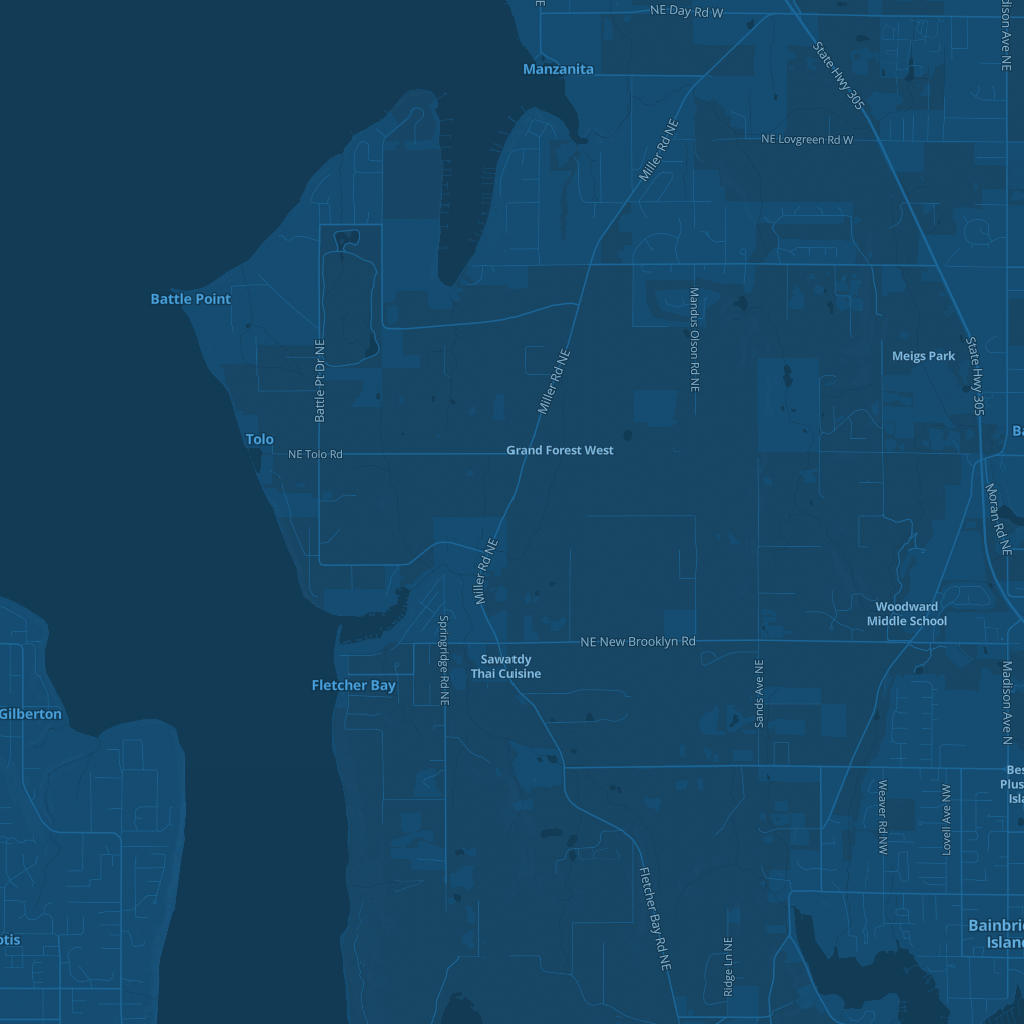 NE Day Rd W
Manzanita
State Hwy 305
NE Lovgreen Rd W
Miller Rd NE
Battle Point
Mandus Olson Rd NE
Battle Pt Dr NE
Miller Rd NE
Meigs Park
State Hwy 305
Tolo
NE Tolo Rd
Grand Forest West
Moran Rd NE
Miller Rd NE
Woodward
Middle School
Springridge Rd NE
NE New Brooklyn Rd
Sawatdy
Thai Cuisine
Fletcher Bay
Sands Ave NE
Madison Ave N
Gilberton
Weaver Rd NW
Lovell Ave NW
Fletcher Bay Rd NE
Ridge Ln NE